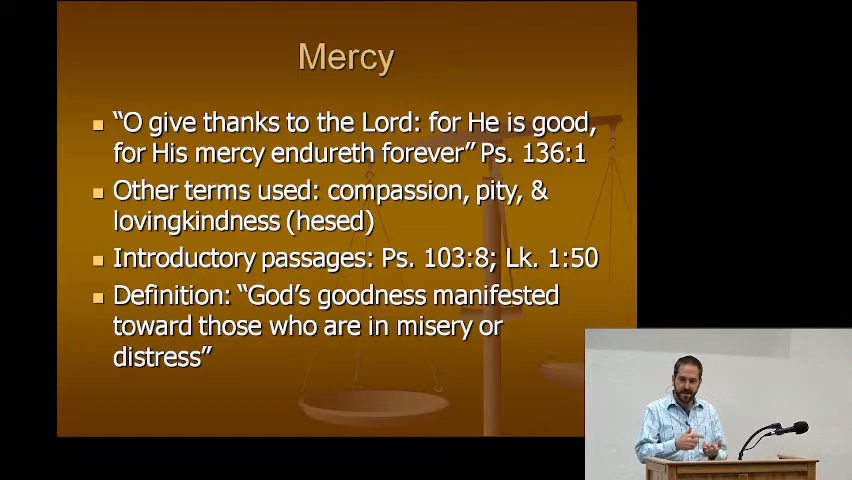 Mercy
“O give thanks to the Lord: for He is good,
for His mercy endureth forever” Ps. 136:1
Other terms used: compassion, pity, &
lovingkindness (hesed)
Introductory passages: Ps. 103:8; Lk. 1:50
Definition: “God’s goodness manifested
toward those who are in misery or
distress”